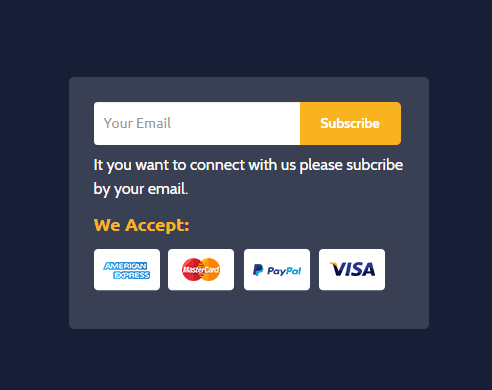 Your Email
Subscribe
It you want to connect with us please subcribe
by your email.
We Accept:
AMERICAN
EXPRESS
MasterCard
PayPal
VISA